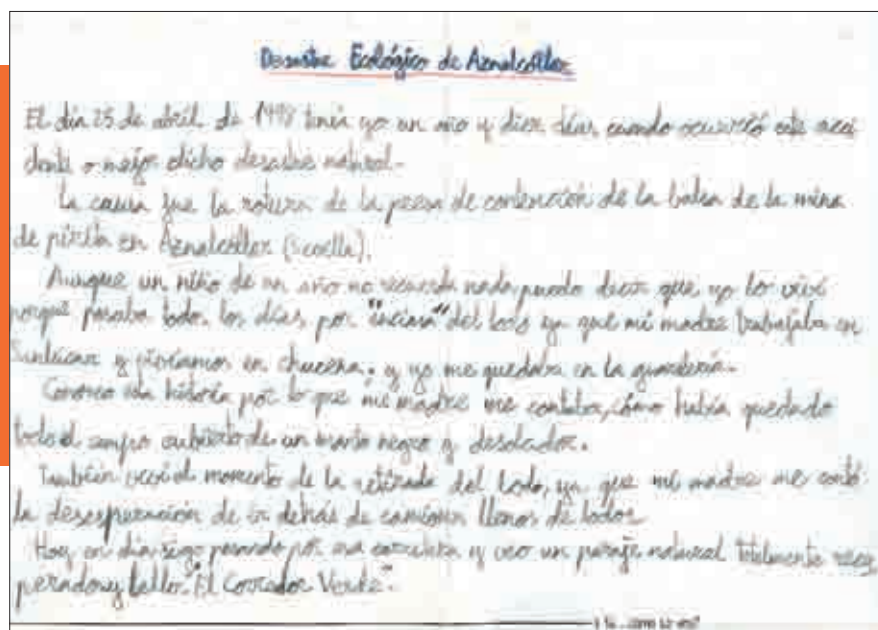 Desastre Ecológico de Aznalcóllar
El día 25 de abril de 1998 tenía yo un año y diez días cuando ocurrió este acci
dente o mejor dicho desastre natural.
La causa fue la rotura de la presa de contención de la balsa de la mina
de pirita en Aznalcóllar (Sevilla).
Aunque un niño de un año no recuerda nada puedo decir que yo lo viví
porque pasaba todos los días, por "encima" del lodo ya que mi madre trabajaba en
Sanlúcar y vivíamos en chucena. y yo me quedaba en la guardería.
Conozco esta historia por lo que mi madre me contaba, cómo había quedado
todo el campo cubierto de un manto negro y desolador.
También viví el momento de la retirada del lodo, ya que mi madre me contó
la desesperación de ir detrás de camiones llenos de lodos
Hoy en día sigo pasando por esa carretera y veo un paraje natural totalmente recu
perado y bello. "El Corredor Verde".